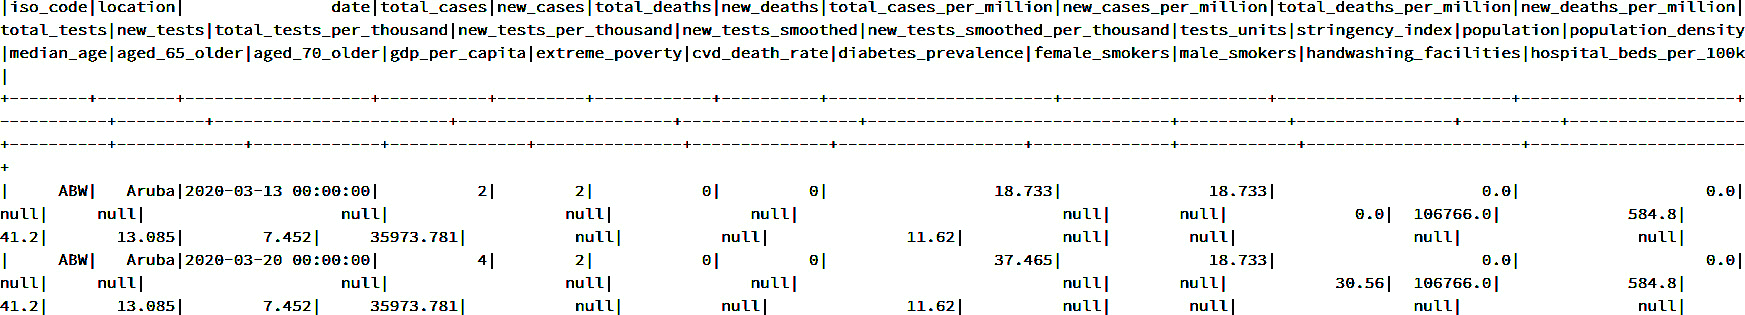 |iso_code|location|               date|total_cases|new_cases|total_deaths|new_deaths|total_cases_per_million|new_cases_per_million|total_deaths_per_million|new_deaths_per_million|
total_tests|new_tests|total_tests_per_thousand|new_tests_per_thousand|new_tests_smoothed|new_tests_smoothed_per_thousand|tests_units|stringency_index|population|population_density
|median_age|aged_65_older|aged_70_older|gdp_per_capita|extreme_poverty|cvd_death_rate|diabetes_prevalence|female_smokers|male_smokers|handwashing_facilities|hospital_beds_per_100k
|
+--------+--------+-------------------+-----------+---------+------------+----------+-----------------------+---------------------+------------------------+----------------------+
-----------+---------+------------------------+----------------------+------------------+-------------------------------+-----------+----------------+----------+------------------
+----------+-------------+-------------+--------------+---------------+--------------+-------------------+--------------+------------+----------------------+----------------------
+
|     ABW|   Aruba|2020-03-13 00:00:00|          2|        2|           0|         0|                 18.733|               18.733|                     0.0|                   0.0|
null|     null|                    null|                  null|              null|                           null|       null|             0.0|  106766.0|             584.8|
41.2|       13.085|        7.452|     35973.781|           null|          null|              11.62|          null|        null|                  null|                  null|
|     ABW|   Aruba|2020-03-20 00:00:00|          4|        2|           0|         0|                 37.465|               18.733|                     0.0|                   0.0|
null|     null|                    null|                  null|              null|                           null|       null|           30.56|  106766.0|             584.8|
41.2|       13.085|        7.452|     35973.781|           null|          null|              11.62|          null|        null|                  null|                  null|